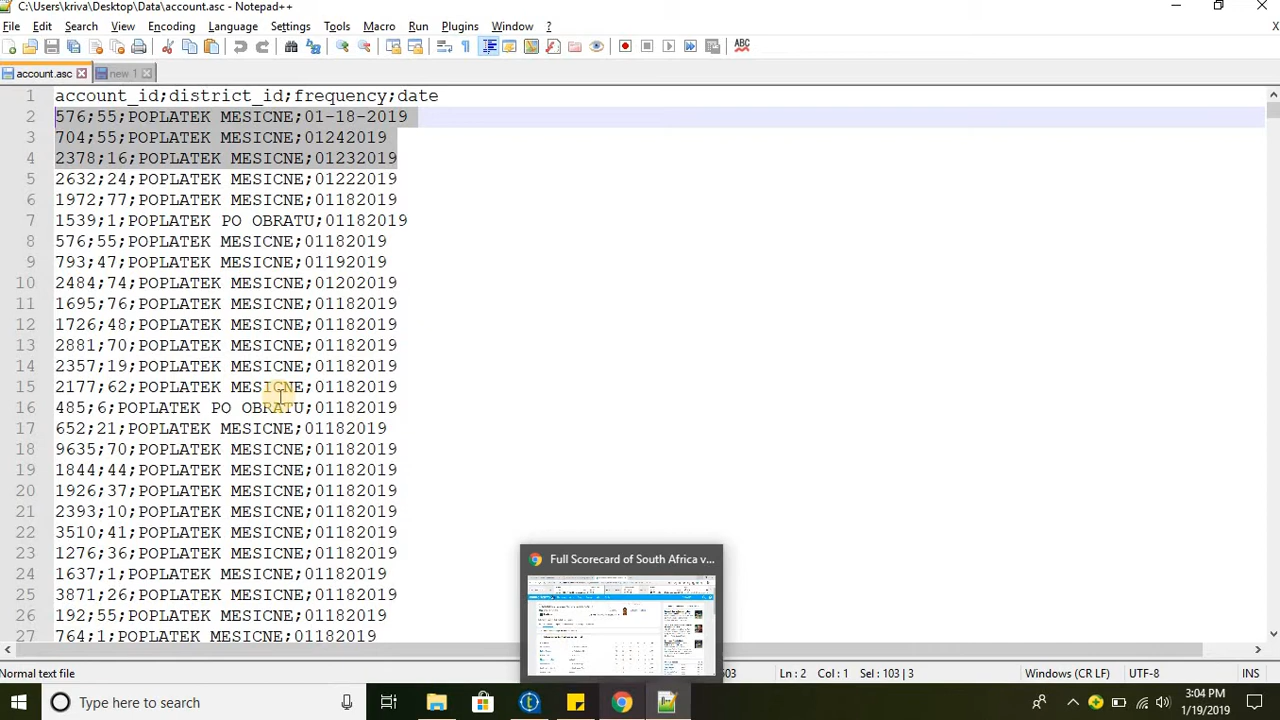 C:\Users\kriva\Desktop\Data\account.asc - Notepad++
File Edit Search View Encoding Language Settings Tools Macro Run Plugins Window ? X
ABC
account.asc new 1
1 account_id;district_id;frequency;date
2 576;55;POPLATEK MESICNE;01-18-2019
3 704;55;POPLATEK MESICNE;01242019
4 2378;16;POPLATEK MESICNE;01232019
5 2632;24;POPLATEK MESICNE;01222019
6 1972;77;POPLATEK MESICNE;01182019
7 1539;1;POPLATEK PO OBRATU;01182019
8 576;55;POPLATEK MESICNE;01182019
9 793;47;POPLATEK MESICNE;01192019
10 2484;74;POPLATEK MESICNE;01202019
11 1695;76;POPLATEK MESICNE;01182019
12 1726;48;POPLATEK MESICNE;01182019
13 2881;70;POPLATEK MESICNE;01182019
14 2357;19;POPLATEK MESICNE;01182019
15 2177;62;POPLATEK MESICNE;01182019
16 485;6;POPLATEK PO OBRATU;01182019
17 652;21;POPLATEK MESICNE;01182019
18 9635;70;POPLATEK MESICNE;01182019
19 1844;44;POPLATEK MESICNE;01182019
20 1926;37;POPLATEK MESICNE;01182019
21 2393;10;POPLATEK MESICNE;01182019
22 3510;41;POPLATEK MESICNE;01182019
23 1276;36;POPLATEK MESICNE;01182019
24 1637;1;POPLATEK MESICNE;01182019
25 3871;26;POPLATEK MESICNE;01182019
26 192;55;POPLATEK MESICNE;01182019
27 764;1;POPLATEK MESICNE;01182019
Full Scorecard of South Africa v...
Normal text file Ln : 2 Col : 1 Sel : 103 | 3 Windows (CR LF) UTF-8 INS
Type here to search
3:04 PM
1/19/2019